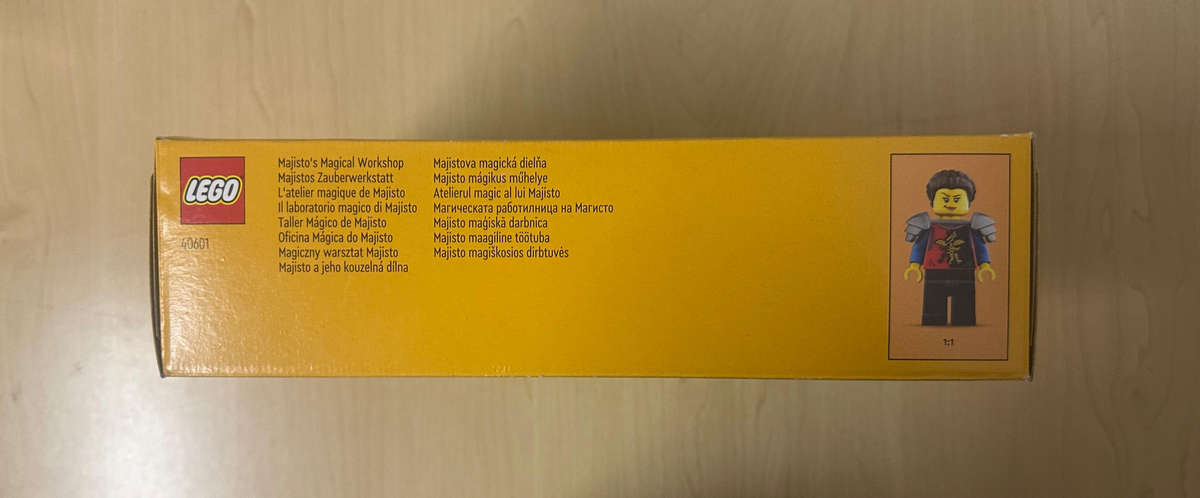 LEGO
40601
Majisto's Magical Workshop
Majistos Zauberwerkstatt
L'atelier magique de Majisto
Il laboratorio magico di Majisto
Taller Mágico de Majisto
Oficina Mágica do Majisto
Magiczny warsztat Majisto
Majisto a jeho kouzelná dílna
Majistova magická dielňa
Majisto mágikus műhelye
Atelierul magic al lui Majisto
Магическата работилница на Магисто
Majisto maģiskā darbnīca
Majisto maagiline töötuba
Majisto magiškosios dirbtuvės
1:1